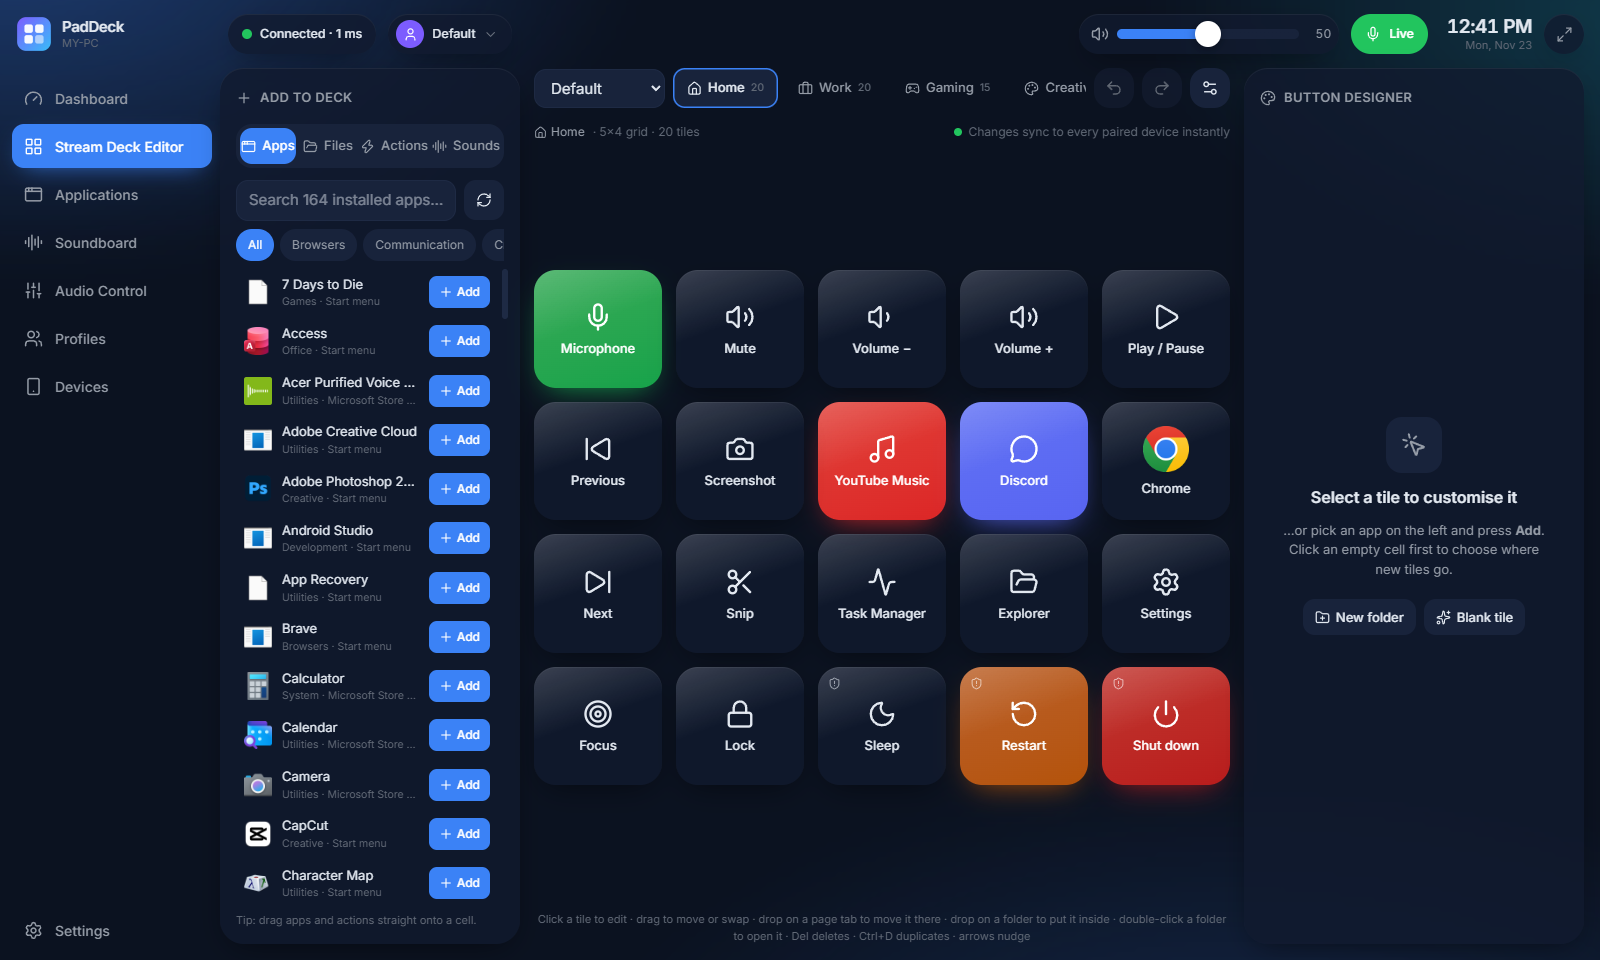 PadDeck
MY-PC
Connected · 1 ms
Default
50
Live
12:41 PM
Mon, Nov 23
Dashboard
Stream Deck Editor
Applications
Soundboard
Audio Control
Profiles
Devices
Settings
ADD TO DECK
Apps
Files
Actions
Sounds
Search 164 installed apps...
All
Browsers
Communication
C
7 Days to Die
Games · Start menu
Add
Access
Office · Start menu
Add
Acer Purified Voice ...
Utilities · Microsoft Store ...
Add
Adobe Creative Cloud
Utilities · Start menu
Add
Ps
Adobe Photoshop 2...
Creative · Start menu
Add
Android Studio
Development · Start menu
Add
App Recovery
Utilities · Start menu
Add
Brave
Browsers · Start menu
Add
Calculator
System · Microsoft Store ...
Add
Calendar
Utilities · Microsoft Store ...
Add
Camera
Utilities · Microsoft Store ...
Add
CapCut
Creative · Start menu
Add
Character Map
Utilities · Start menu
Add
Tip: drag apps and actions straight onto a cell.
Default
Home 20
Work 20
Gaming 15
Creativ
Home · 5×4 grid · 20 tiles
Changes sync to every paired device instantly
Microphone
Mute
Volume –
Volume +
Play / Pause
Previous
Screenshot
YouTube Music
Discord
Chrome
Next
Snip
Task Manager
Explorer
Settings
Focus
Lock
Sleep
Restart
Shut down
Click a tile to edit · drag to move or swap · drop on a page tab to move it there · drop on a folder to put it inside · double-click a folder
to open it · Del deletes · Ctrl+D duplicates · arrows nudge
BUTTON DESIGNER
Select a tile to customise it
...or pick an app on the left and press Add.
Click an empty cell first to choose where
new tiles go.
New folder
Blank tile